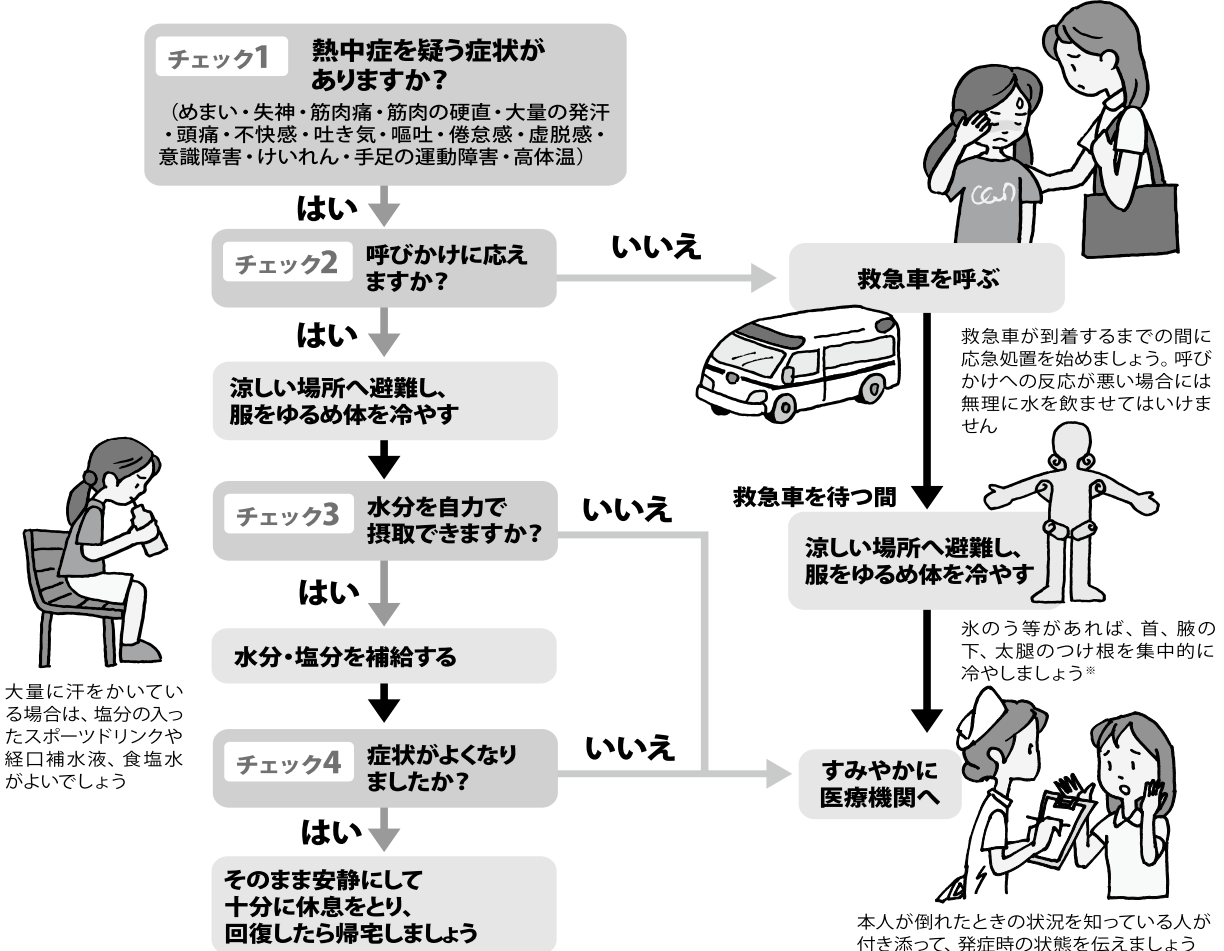 チェック1
熱中症を疑う症状が
ありますか？
（めまい・失神・筋肉痛・筋肉の硬直・大量の発汗
・頭痛・不快感・吐き気・嘔吐・倦怠感・虚脱感・
意識障害・けいれん・手足の運動障害・高体温）
はい
チェック2
呼びかけに応え
ますか？
いいえ
救急車を呼ぶ
救急車が到着するまでの間に
応急処置を始めましょう。呼び
かけへの反応が悪い場合には
無理に水を飲ませてはいけま
せん
はい
涼しい場所へ避難し、
服をゆるめ体を冷やす
チェック3
水分を自力で
摂取できますか？
いいえ
救急車を待つ間
涼しい場所へ避難し、
服をゆるめ体を冷やす
氷のう等があれば、首、腋の
下、太腿のつけ根を集中的に
冷やしましょう※
はい
水分・塩分を補給する
大量に汗をかいてい
る場合は、塩分の入っ
たスポーツドリンクや
経口補水液、食塩水
がよいでしょう
チェック4
症状がよくなり
ましたか？
いいえ
すみやかに
医療機関へ
はい
そのまま安静にして
十分に休息をとり、
回復したら帰宅しましょう
本人が倒れたときの状況を知っている人が
付き添って、発症時の状態を伝えましょう